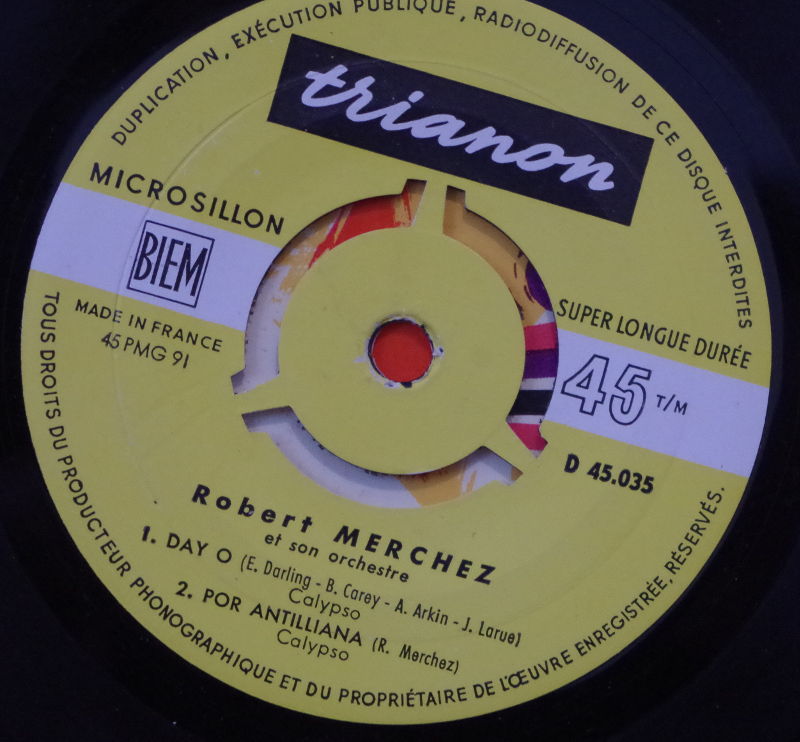 DUPLICATION, EXÉCUTION PUBLIQUE, RADIODIFFUSION DE CE DISQUE INTERDITES
trianon
MICROSILLON
BIEM
MADE IN FRANCE
45 PMG 91
SUPER LONGUE DURÉE
45 T/M
D 45.035
Robert MERCHEZ
et son orchestre
1. DAY O (E. Darling - B. Carey - A. Arkin - J. Larue)
Calypso
2. POR ANTILLIANA (R. Merchez)
Calypso
TOUS DROITS DU PRODUCTEUR PHONOGRAPHIQUE ET DU PROPRIÉTAIRE DE L'ŒUVRE ENREGISTRÉE, RÉSERVÉS.